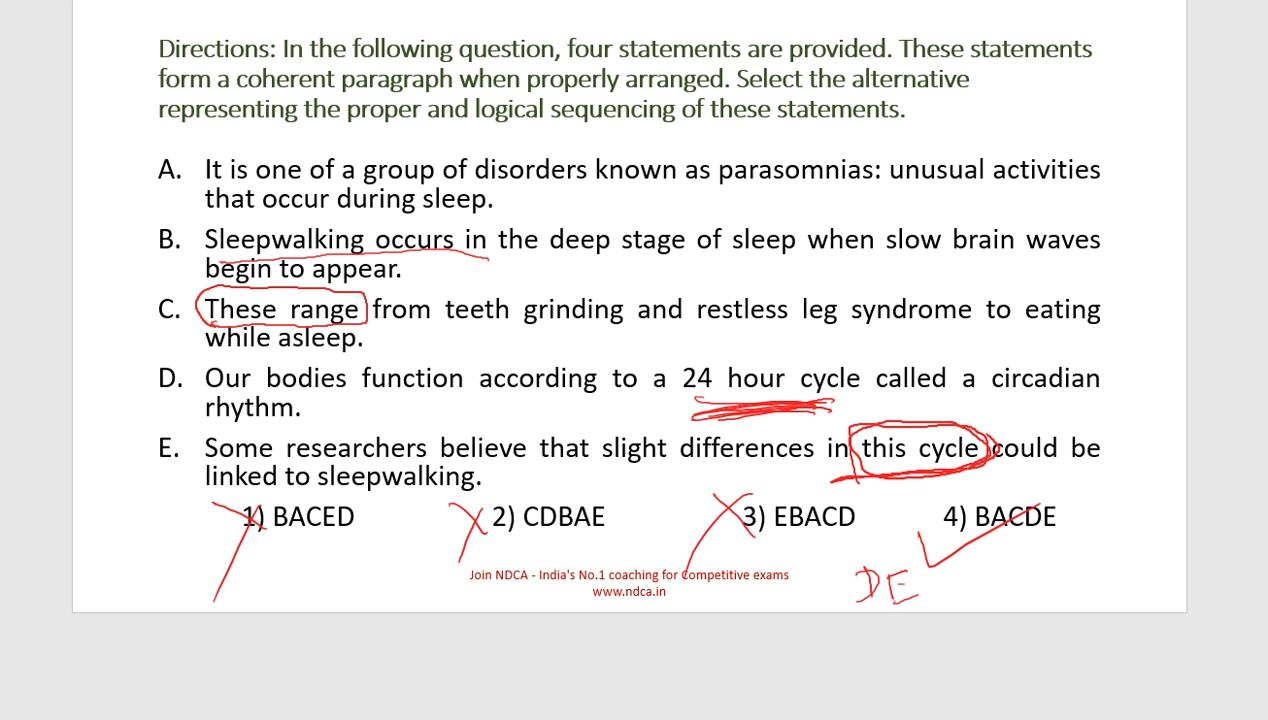 Directions: In the following question, four statements are provided. These statements
form a coherent paragraph when properly arranged. Select the alternative
representing the proper and logical sequencing of these statements.
A. It is one of a group of disorders known as parasomnias: unusual activities
that occur during sleep.
B. Sleepwalking occurs in the deep stage of sleep when slow brain waves
begin to appear.
C. These range from teeth grinding and restless leg syndrome to eating
while asleep.
D. Our bodies function according to a 24 hour cycle called a circadian
rhythm.
E. Some researchers believe that slight differences in this cycle could be
linked to sleepwalking.
1) BACED 2) CDBAE 3) EBACD 4) BACDE
Join NDCA - India's No.1 coaching for Competitive exams
www.ndca.in
DE